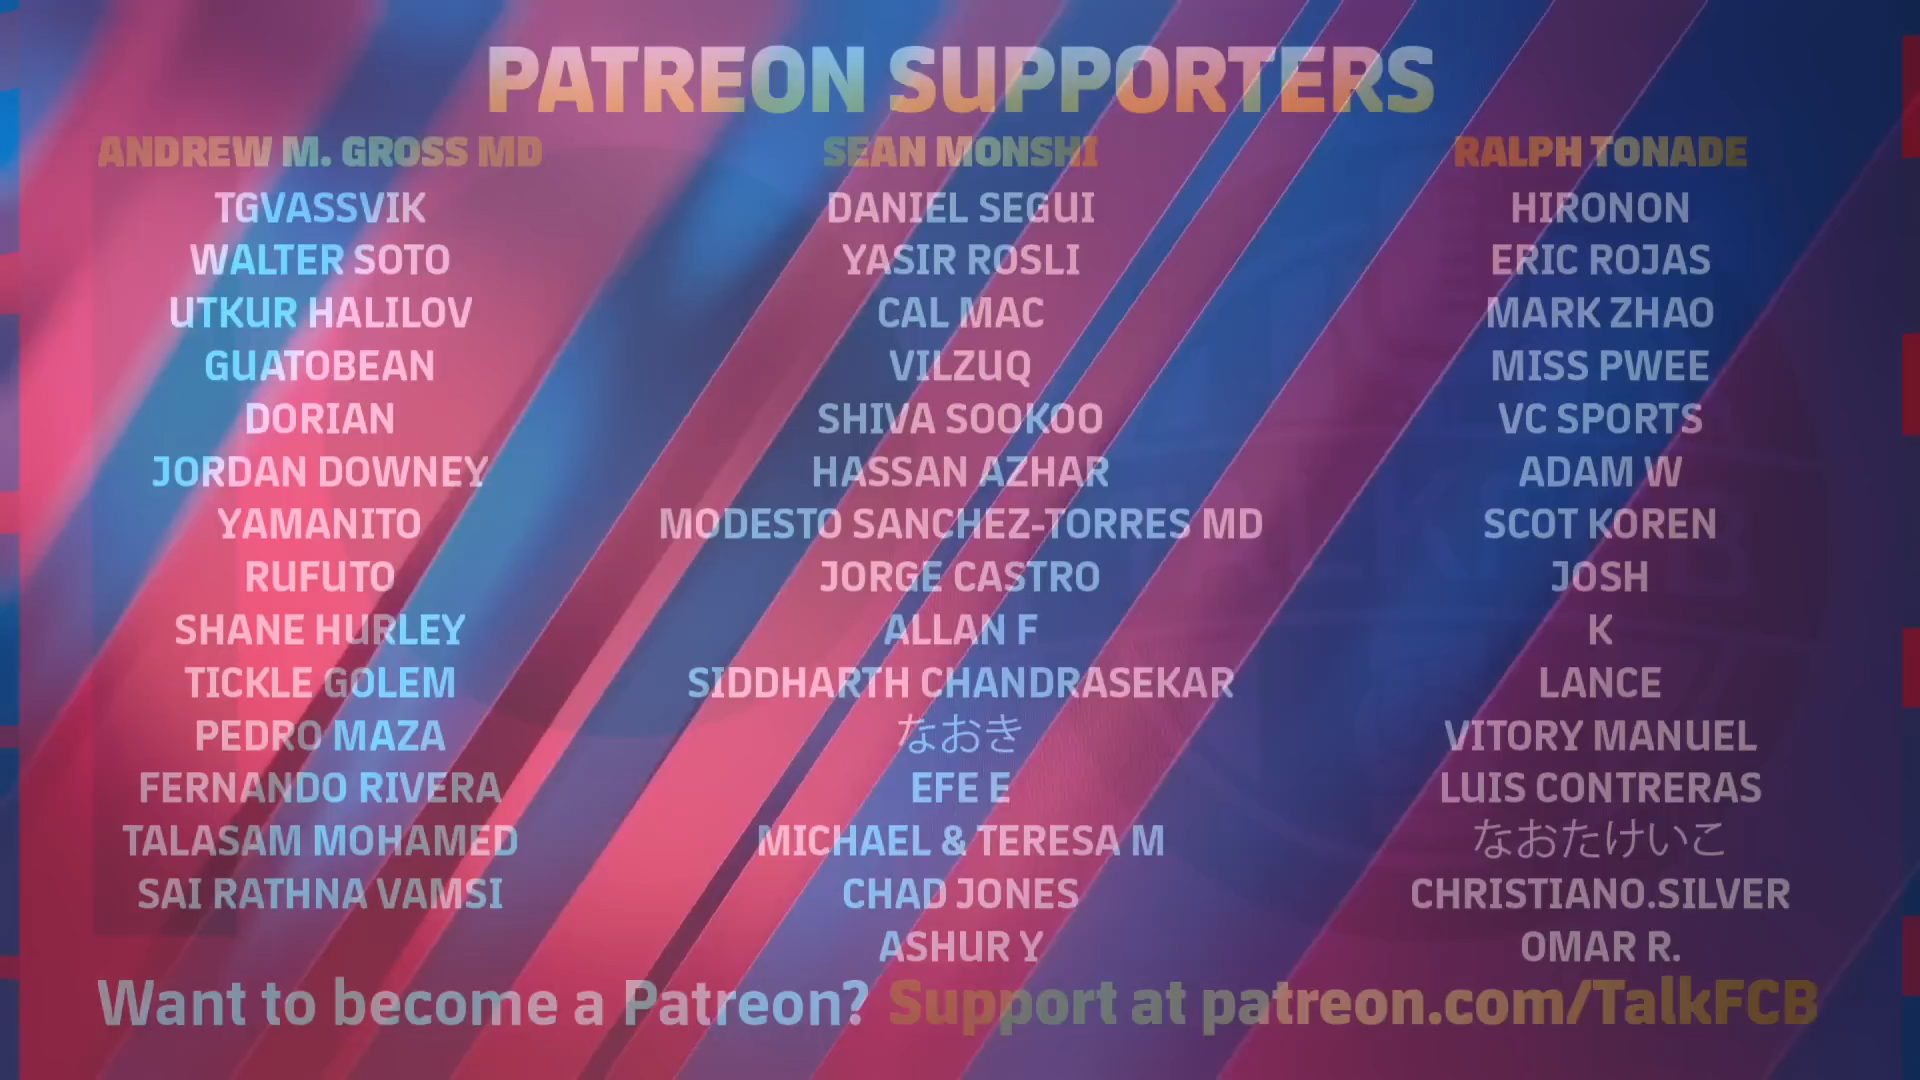 PATREON SUPPORTERS
ANDREW M. GROSS MD
TGVASSVIK
WALTER SOTO
UTKUR HALILOV
GUATOBEAN
DORIAN
JORDAN DOWNEY
YAMANITO
RUFUTO
SHANE HURLEY
TICKLE GOLEM
PEDRO MAZA
FERNANDO RIVERA
TALASAM MOHAMED
SAI RATHNA VAMSI
SEAN MONSHI
DANIEL SEGUI
YASIR ROSLI
CAL MAC
VILZUQ
SHIVA SOOKOO
HASSAN AZHAR
MODESTO SANCHEZ-TORRES MD
JORGE CASTRO
ALLAN F
SIDDHARTH CHANDRASEKAR
なおき
EFE E
MICHAEL & TERESA M
CHAD JONES
ASHUR Y
RALPH TONADE
HIRONON
ERIC ROJAS
MARK ZHAO
MISS PWEE
VC SPORTS
ADAM W
SCOT KOREN
JOSH
K
LANCE
VITORY MANUEL
LUIS CONTRERAS
なおたけいこ
CHRISTIANO.SILVER
OMAR R.
Want to become a Patreon? Support at patreon.com/TalkFCB